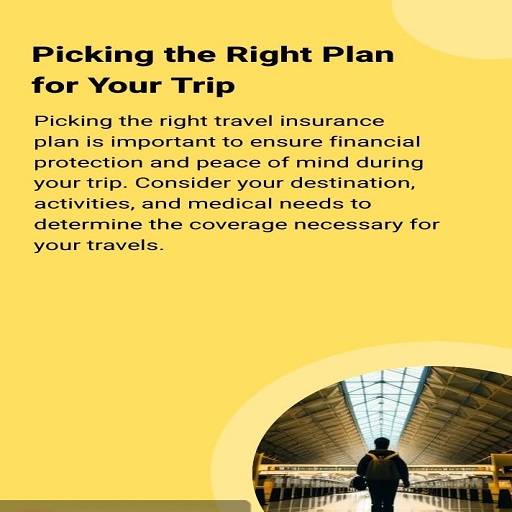 Picking the Right Plan
for Your Trip
Picking the right travel insurance
plan is important to ensure financial
protection and peace of mind during
your trip. Consider your destination,
activities, and medical needs to
determine the coverage necessary for
your travels.